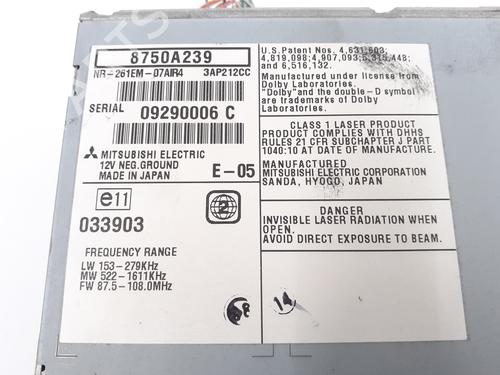 8750A239
NR-261EM-07AIR4 3AP212CC
SERIAL 09290006 C
MITSUBISHI ELECTRIC
12V NEG.GROUND
MADE IN JAPAN E-05
e11
2
033903
FREQUENCY RANGE
LW 153-279KHz
MW 522-1611KHz
FW 87.5-108.0MHz
U.S.Patent Nos. 4,631,603;
4,819,098;4,907,093;5,315,448;
and 6,516,132.
Manufactured under license from
Dolby Laboratories.
"Dolby" and the double-D symbol
are trademarks of Dolby
Laboratories.
CLASS 1 LASER PRODUCT
PRODUCT COMPLIES WITH DHHS
RULES 21 CFR SUBCHAPTER J PART
1040:10 AT DATE OF MANUFACTURE.
MANUFACTURED
MITSUBISHI ELECTRIC CORPORATION
SANDA, HYOGO, JAPAN
DANGER
INVISIBLE LASER RADIATION WHEN
OPEN.
AVOID DIRECT EXPOSURE TO BEAM.
14